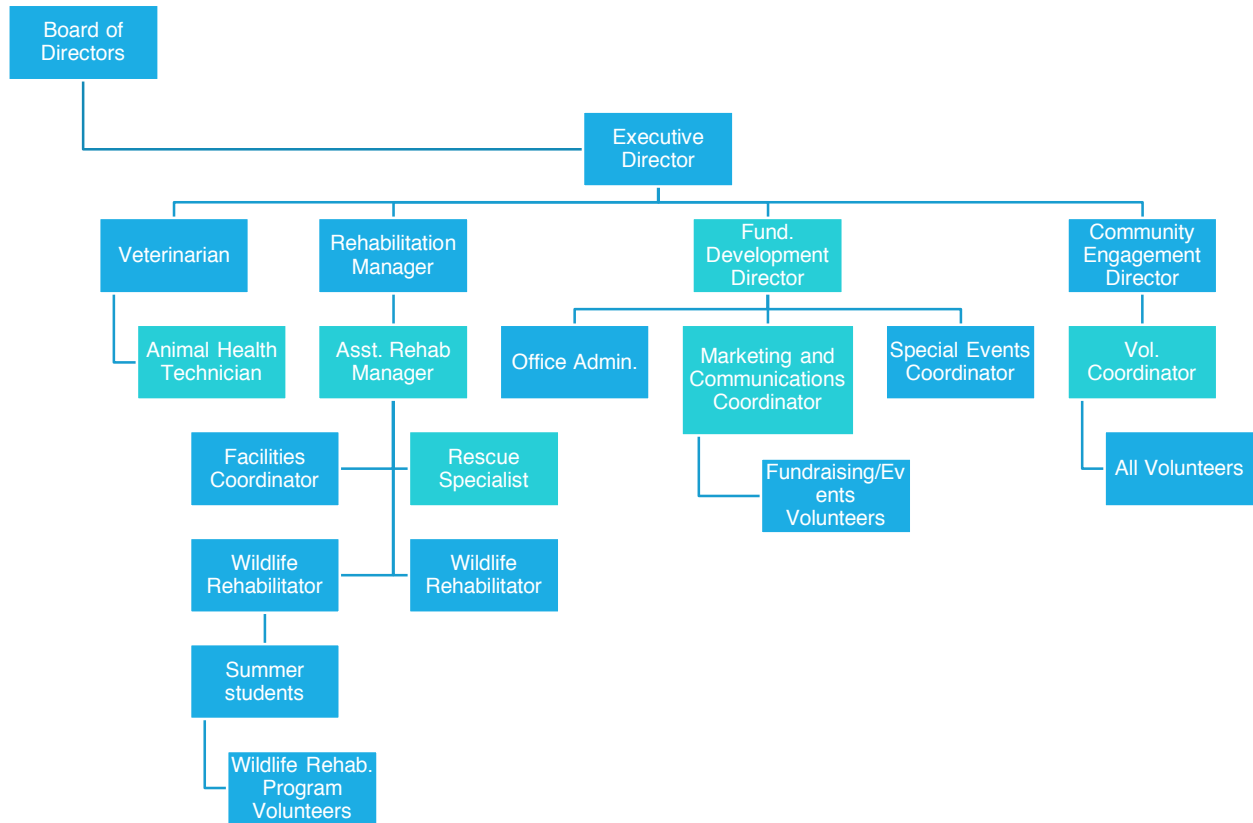 Board of
Directors
Executive
Director
Veterinarian
Rehabilitation
Manager
Fund.
Development
Director
Community
Engagement
Director
Animal Health
Technician
Asst. Rehab
Manager
Office Admin.
Marketing and
Communications
Coordinator
Special Events
Coordinator
Vol.
Coordinator
Facilities
Coordinator
Rescue
Specialist
Fundraising/Ev
ents
Volunteers
All Volunteers
Wildlife
Rehabilitator
Wildlife
Rehabilitator
Summer
students
Wildlife Rehab.
Program
Volunteers